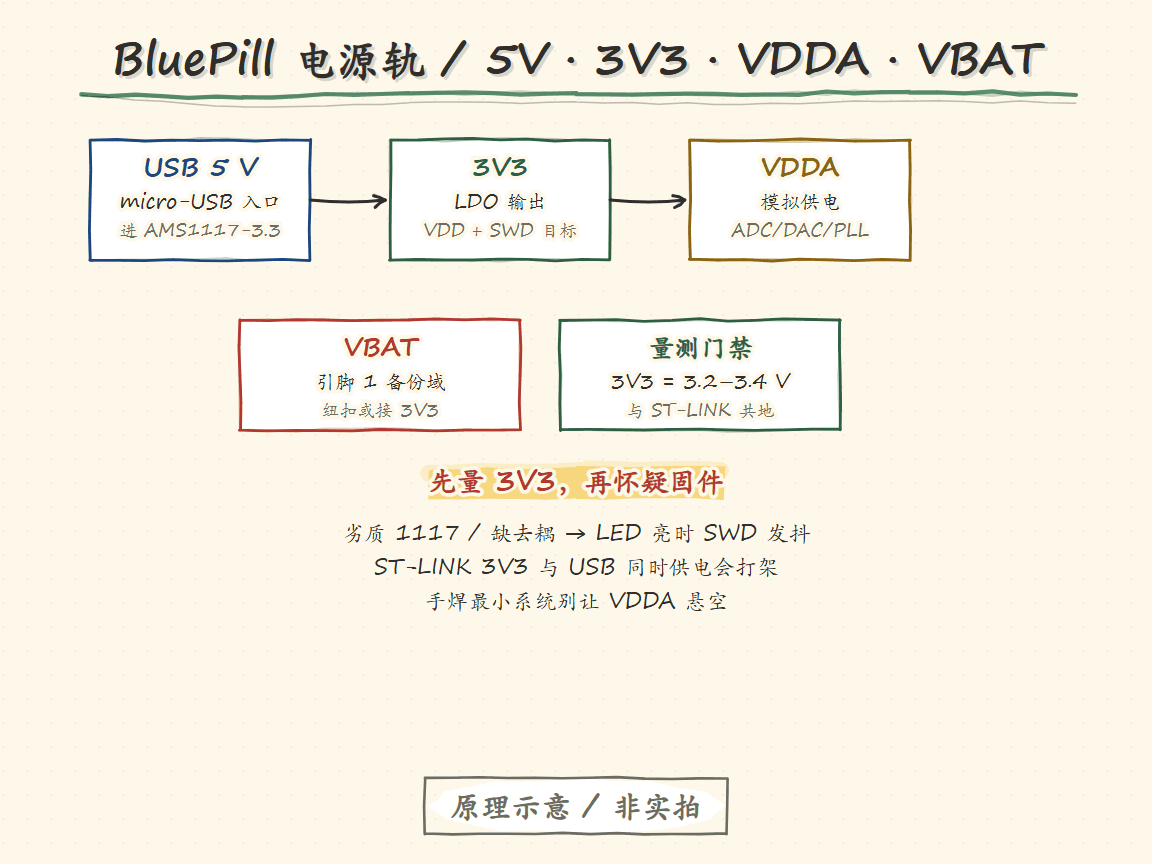 BluePill 电源轨 / 5V · 3V3 · VDDA · VBAT
USB 5 V
micro-USB 入口
进 AMS1117-3.3
3V3
LDO 输出
VDD + SWD 目标
VDDA
模拟供电
ADC/DAC/PLL
VBAT
引脚 1 备份域
纽扣或接 3V3
量测门禁
3V3 = 3.2–3.4 V
与 ST-LINK 共地
先量 3V3，再怀疑固件
劣质 1117 / 缺去耦 → LED 亮时 SWD 发抖
ST-LINK 3V3 与 USB 同时供电会打架
手焊最小系统别让 VDDA 悬空
原理示意 / 非实拍